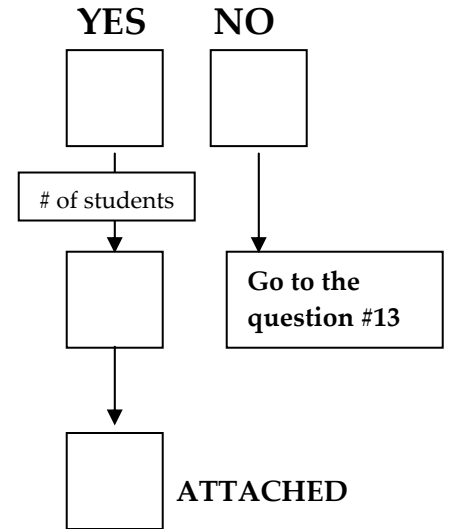 YES NO
# of students
Go to the
question #13
ATTACHED